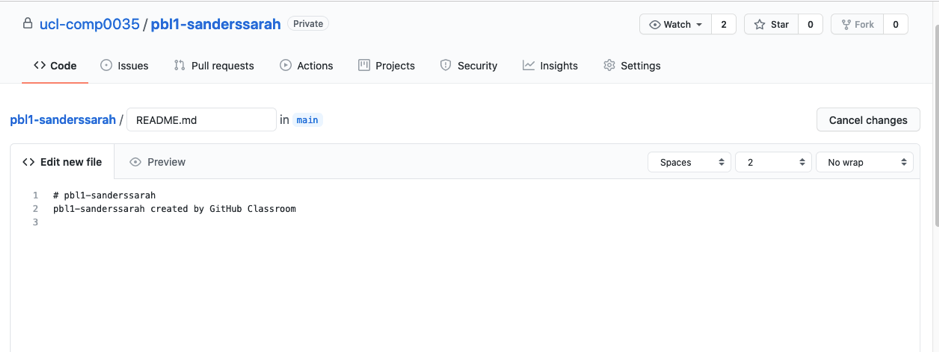 ucl-comp0035 / pbl1-sanderssarah Private Watch 2 Star 0 Fork 0
Code Issues Pull requests Actions Projects Security Insights Settings
pbl1-sanderssarah / README.md in main Cancel changes
<> Edit new file Preview Spaces 2 No wrap
1 # pbl1-sanderssarah
2 pbl1-sanderssarah created by GitHub Classroom
3